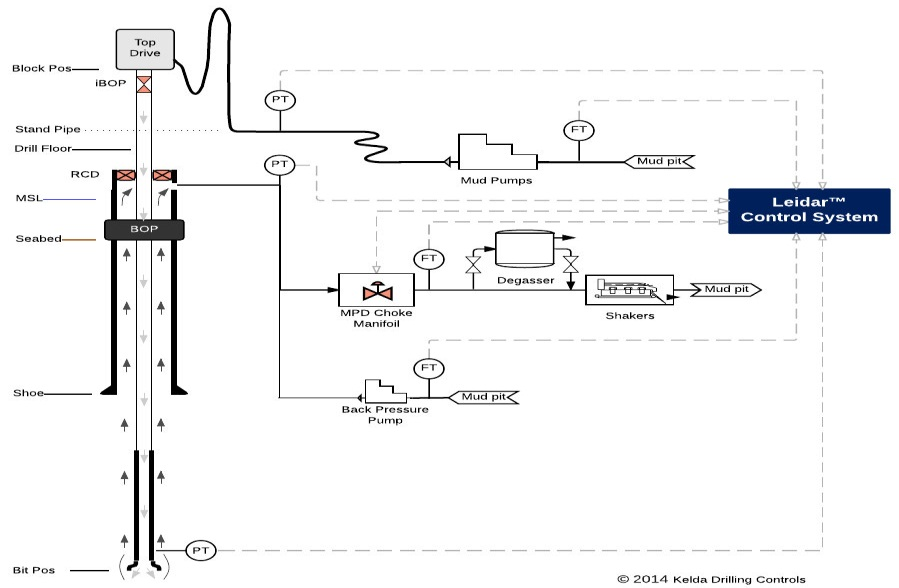 Top
Drive
Block Pos
iBOP
PT
Stand Pipe
FT
Drill Floor
Mud pit
Mud Pumps
PT
RCD
MSL
Leidar™
Control System
BOP
Seabed
FT
Degasser
Mud pit
MPD Choke
Manifoil
Shakers
FT
Shoe
Mud pit
Back Pressure
Pump
PT
Bit Pos
© 2014 Kelda Drilling Controls